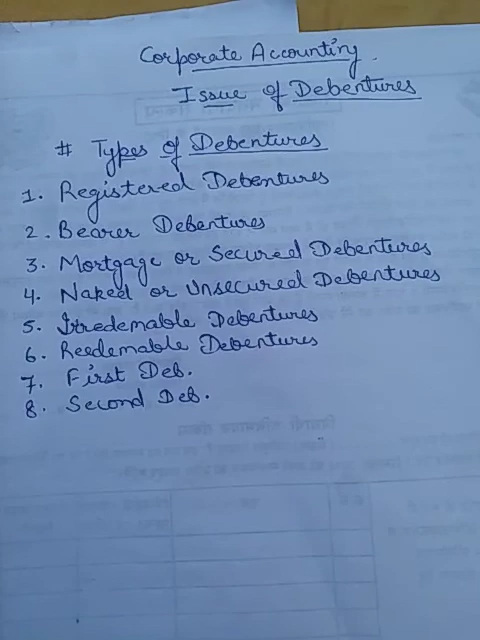 Corporate Accounting.
Issue of Debentures
# Types of Debentures
1. Registered Debentures
2. Bearer Debentures
3. Mortgage or Secured Debentures
4. Naked or Unsecured Debentures
5. Irredemable Debentures
6. Reedemable Debentures
7. First Deb.
8. Second Deb.